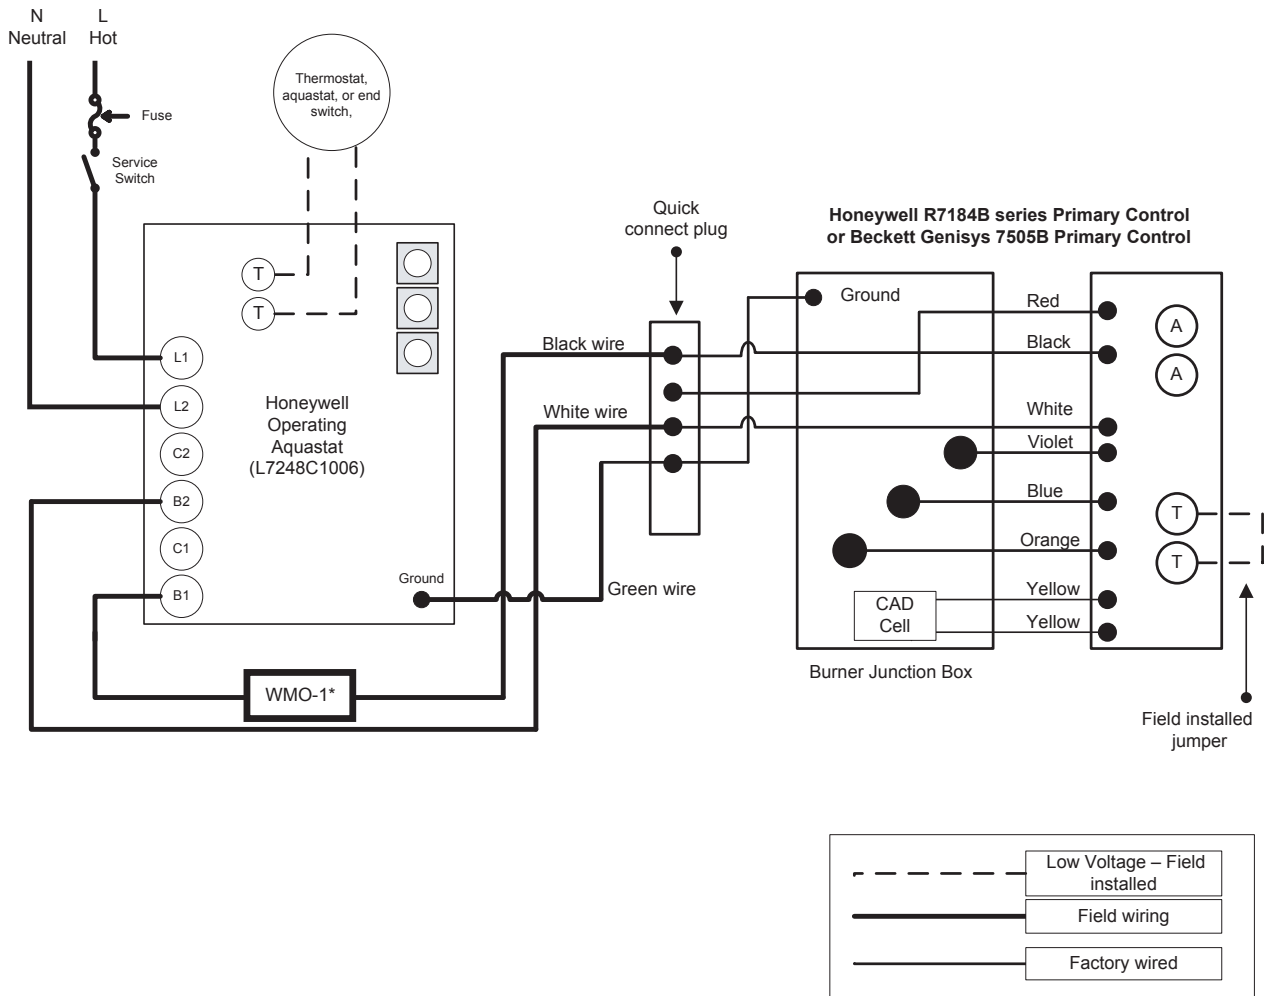 N
Neutral
L
Hot
Fuse
Service
Switch
Thermostat,
aquastat, or end
switch,
T
T
L1
L2
C2
B2
C1
B1
Honeywell
Operating
Aquastat
(L7248C1006)
Ground
WMO-1*
Black wire
White wire
Green wire
Quick
connect plug
Honeywell R7184B series Primary Control
or Beckett Genisys 7505B Primary Control
Ground
Red
Black
White
Violet
Blue
Orange
Yellow
Yellow
CAD
Cell
Burner Junction Box
A
A
T
T
Field installed
jumper
Low Voltage – Field
installed
Field wiring
Factory wired